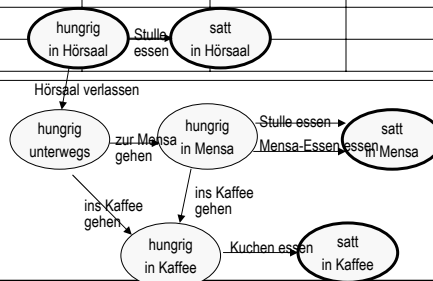 hungrig
in Hörsaal
Stulle
essen
satt
in Hörsaal
Hörsaal verlassen
hungrig
unterwegs
zur Mensa
gehen
hungrig
in Mensa
Stulle essen
Mensa-Essen essen
satt
in Mensa
ins Kaffee
gehen
ins Kaffee
gehen
hungrig
in Kaffee
Kuchen essen
satt
in Kaffee